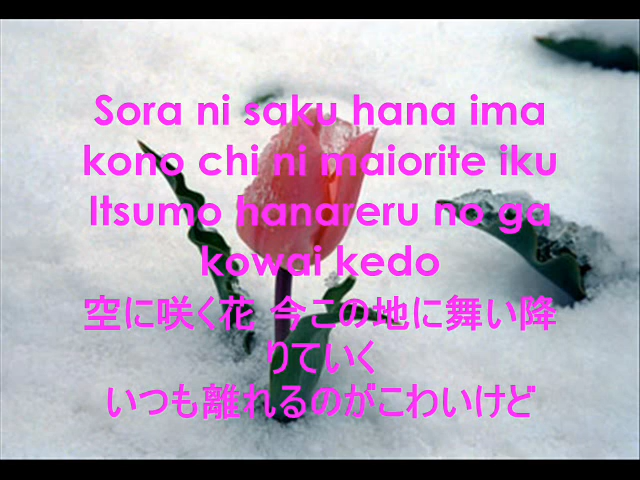 Sora ni saku hana ima
kono chi ni maiorite iku
Itsumo hanareru no ga
kowai kedo
空に咲く花 今この地に舞い降
りていく
いつも離れるのがこわいけど